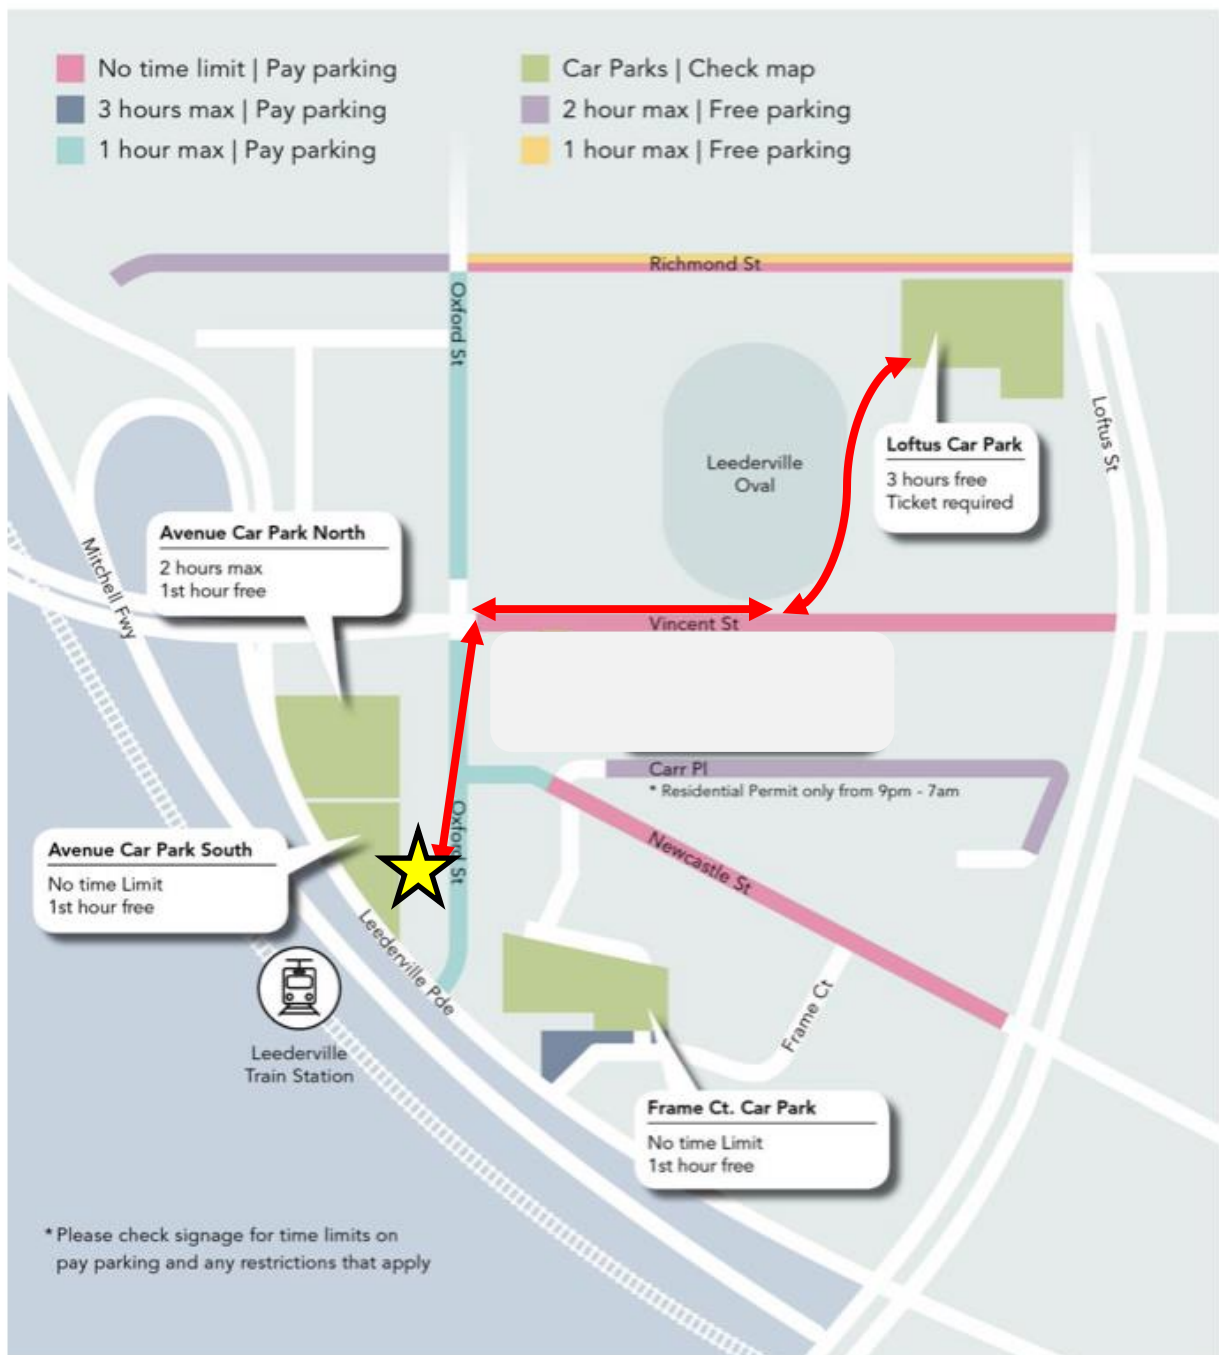 No time limit | Pay parking
3 hours max | Pay parking
1 hour max | Pay parking
Car Parks | Check map
2 hour max | Free parking
1 hour max | Free parking
Richmond St
Oxford St
Loftus St
Leederville
Oval
Loftus Car Park
3 hours free
Ticket required
Avenue Car Park North
2 hours max
1st hour free
Mitchell Fwy
Vincent St
Carr Pl
* Residential Permit only from 9pm - 7am
Oxford St
Newcastle St
Avenue Car Park South
No time Limit
1st hour free
Leederville Pde
Frame Ct
Leederville
Train Station
Frame Ct. Car Park
No time Limit
1st hour free
* Please check signage for time limits on
pay parking and any restrictions that apply